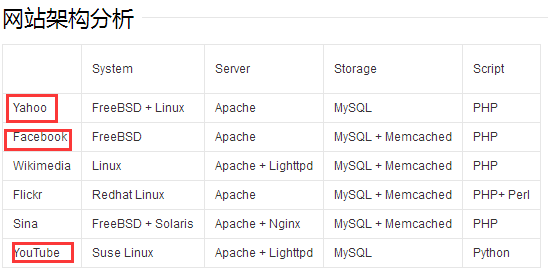 网站架构分析
System Server Storage Script
Yahoo FreeBSD + Linux Apache MySQL PHP
Facebook FreeBSD Apache MySQL + Memcached PHP
Wikimedia Linux Apache + Lighttpd MySQL + Memcached PHP
Flickr Redhat Linux Apache MySQL + Memcached PHP+ Perl
Sina FreeBSD + Solaris Apache + Nginx MySQL + Memcached PHP
YouTube Suse Linux Apache + Lighttpd MySQL Python